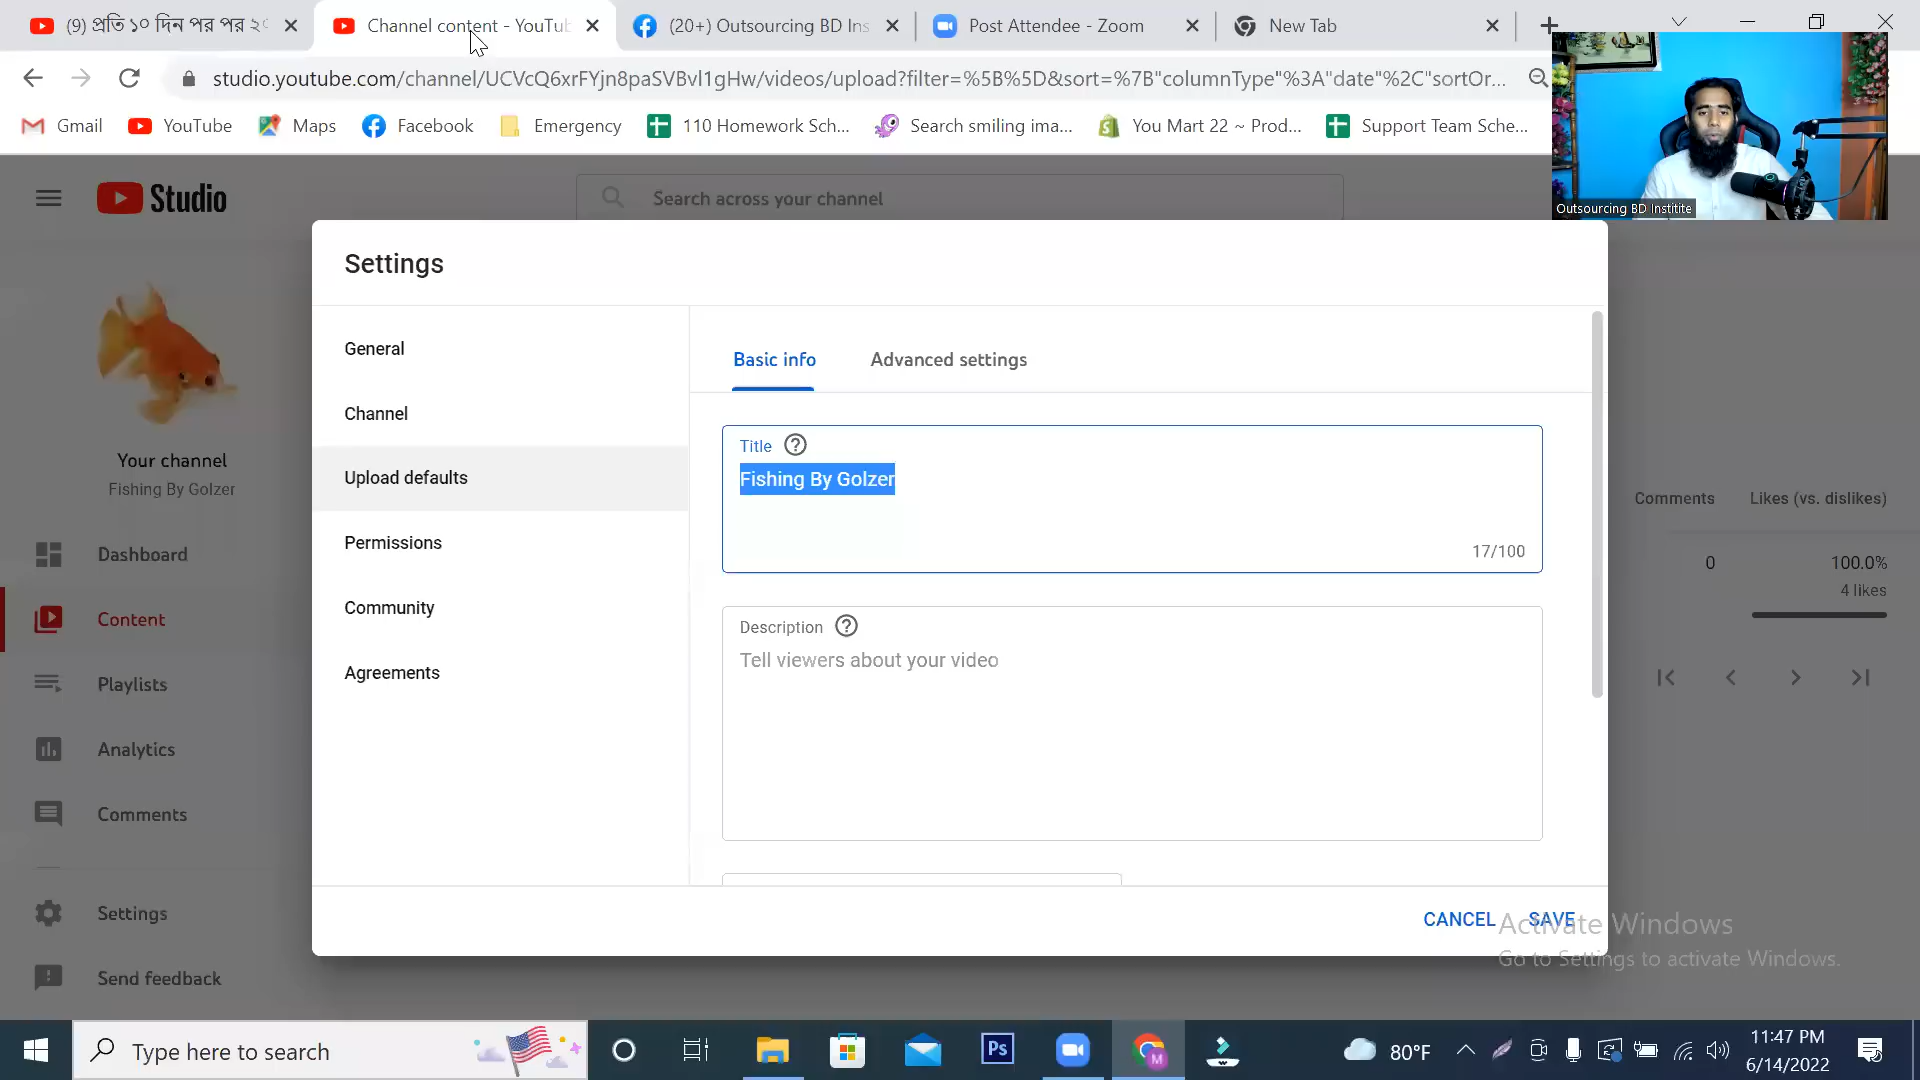 (9) প্রতি ১০ দিন পর পর ২৫
Channel content - YouTub
(20+) Outsourcing BD Ins
Post Attendee - Zoom
New Tab
studio.youtube.com/channel/UCVcQ6xrFYjn8paSVBvl1gHw/videos/upload?filter=%5B%5D&sort=%7B"columnType"%3A"date"%2C"sortOr...
Gmail
YouTube
Maps
Facebook
Emergency
110 Homework Sch...
Search smiling ima...
You Mart 22 ~ Prod...
Support Team Sche...
Outsourcing BD Institite
Studio
Search across your channel
Settings
General
Channel
Upload defaults
Permissions
Community
Agreements
Basic info
Advanced settings
Title
Fishing By Golzer
17/100
Description
Tell viewers about your video
CANCEL
SAVE
Your channel
Fishing By Golzer
Dashboard
Content
Playlists
Analytics
Comments
Settings
Send feedback
Comments
Likes (vs. dislikes)
0
100.0%
4 likes
Activate Windows
Go to Settings to activate Windows.
Type here to search
Ps
M
80°F
11:47 PM
6/14/2022